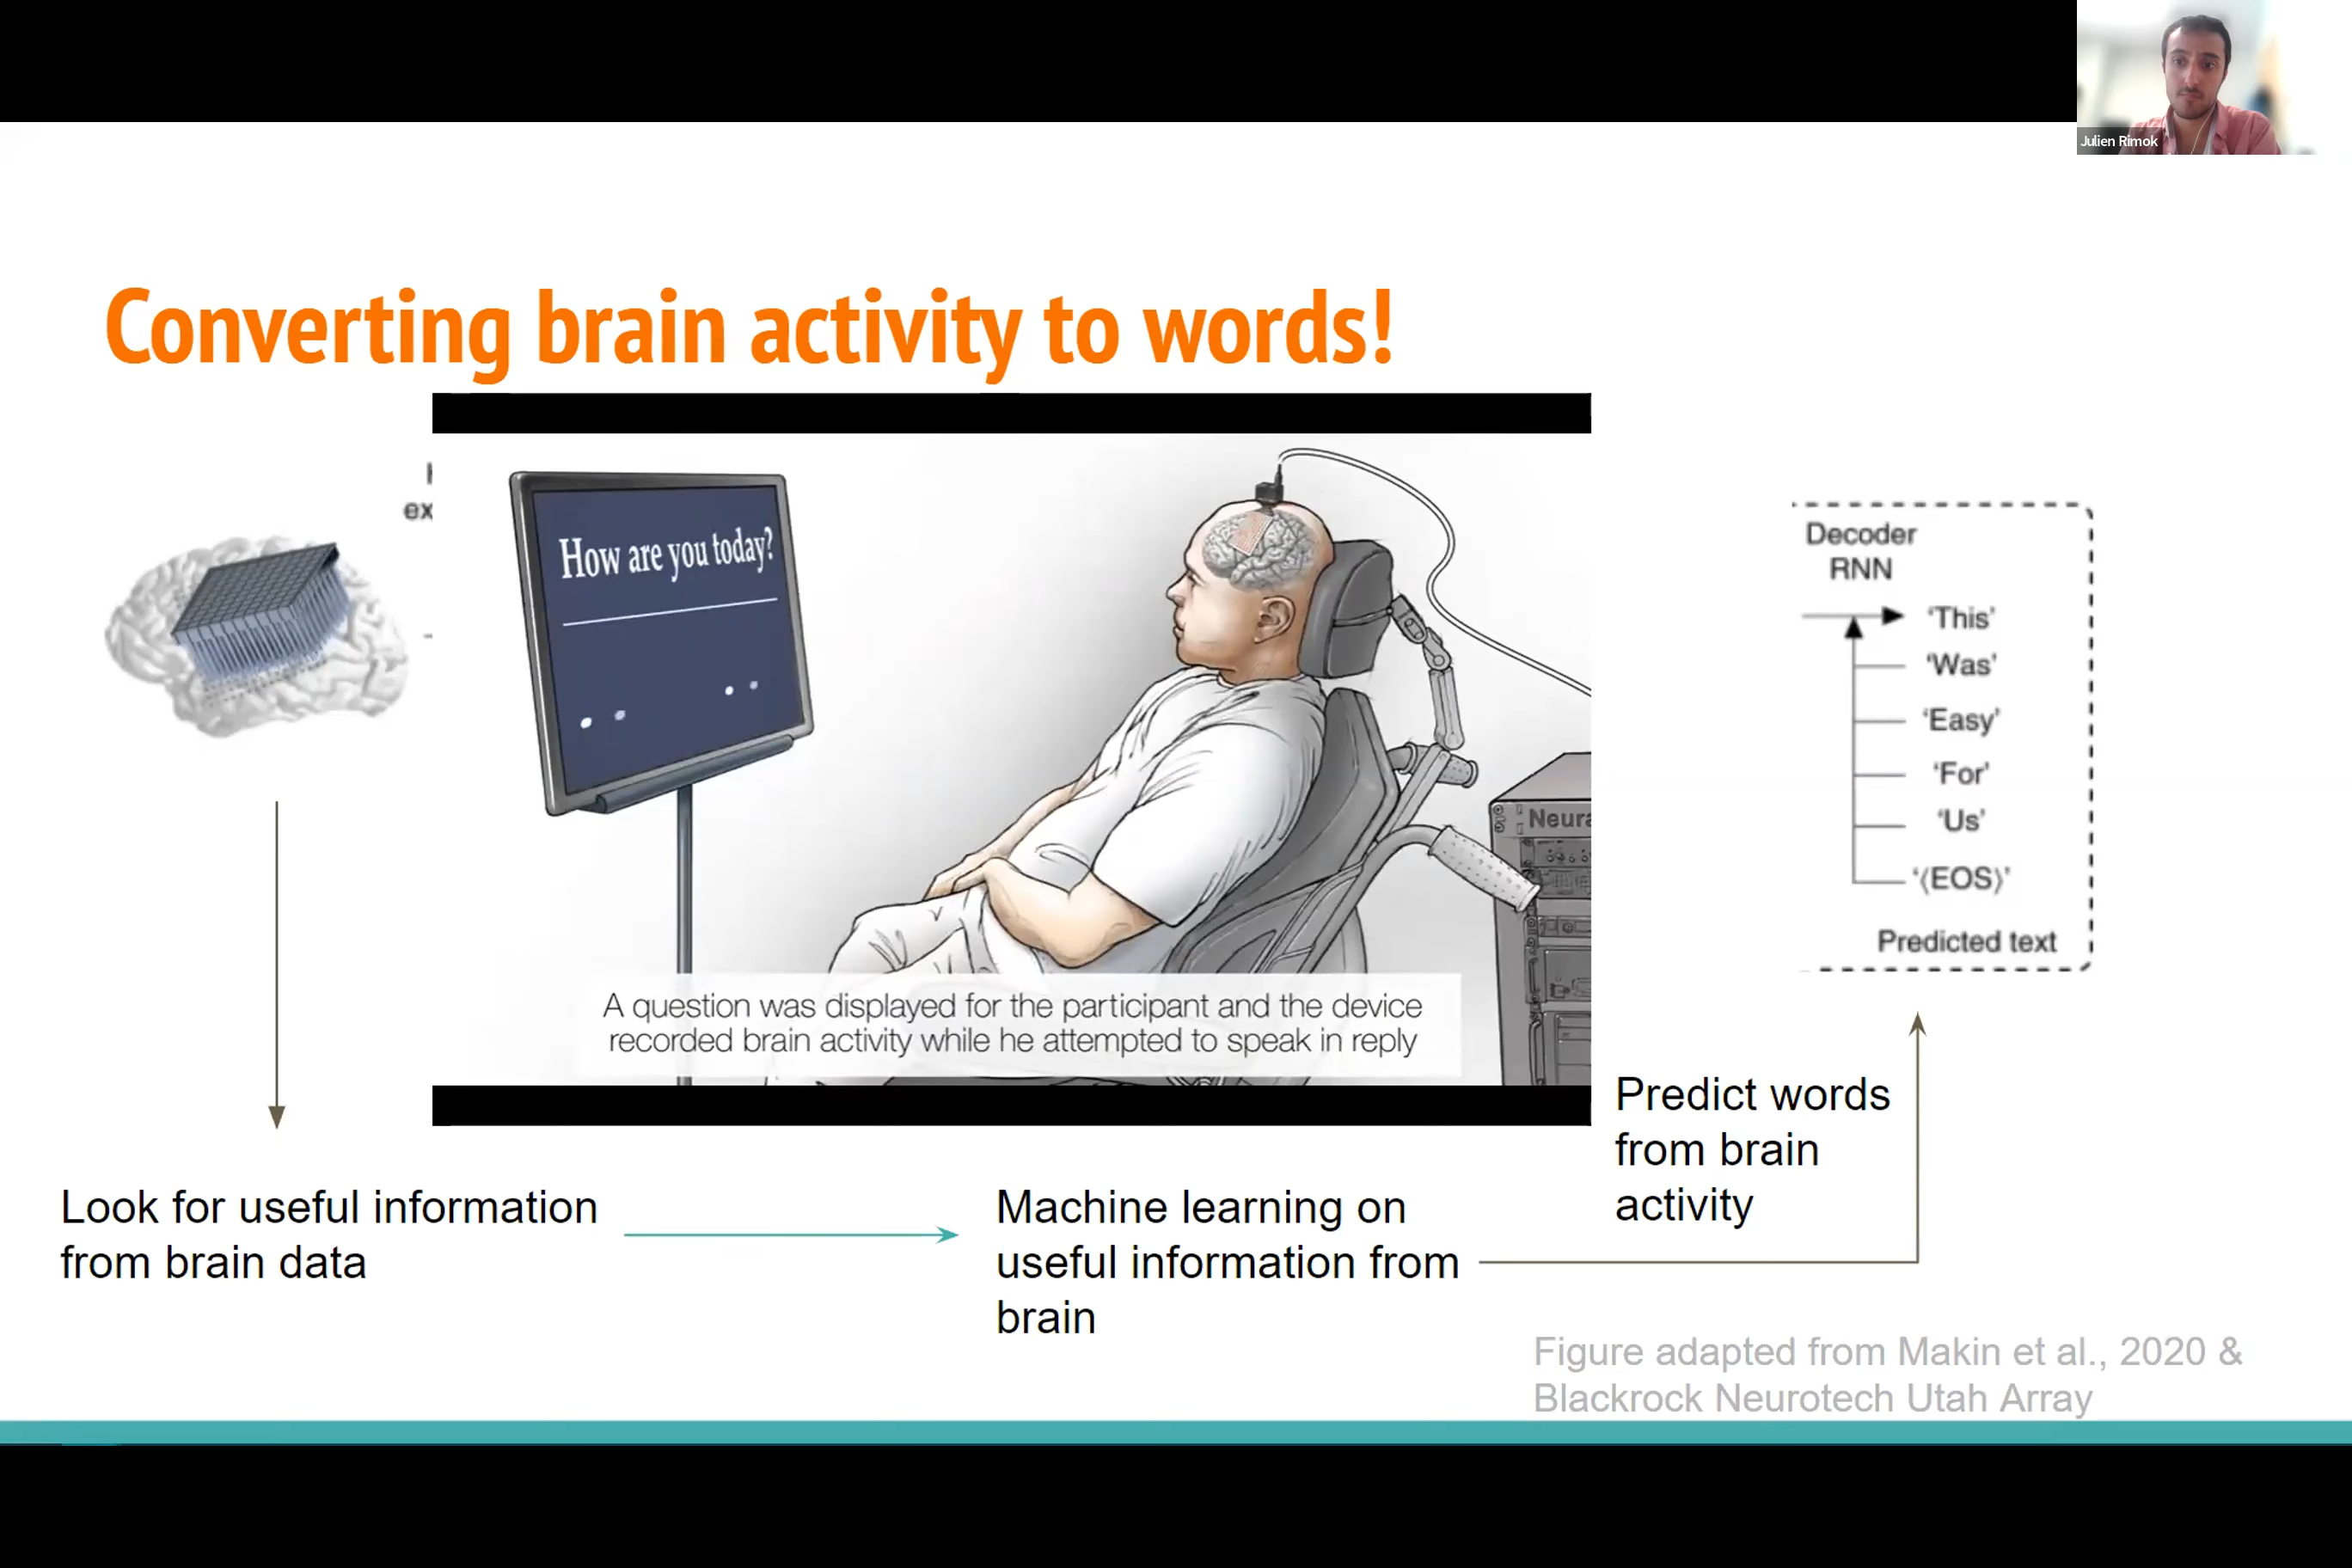 Julien Rimok
Converting brain activity to words!
ex
How are you today?
Neura
A question was displayed for the participant and the device
recorded brain activity while he attempted to speak in reply
Decoder
RNN
‘This’
‘Was’
‘Easy’
‘For’
‘Us’
‘⟨EOS⟩’
Predicted text
Look for useful information
from brain data
Machine learning on
useful information from
brain
Predict words
from brain
activity
Figure adapted from Makin et al., 2020 &
Blackrock Neurotech Utah Array